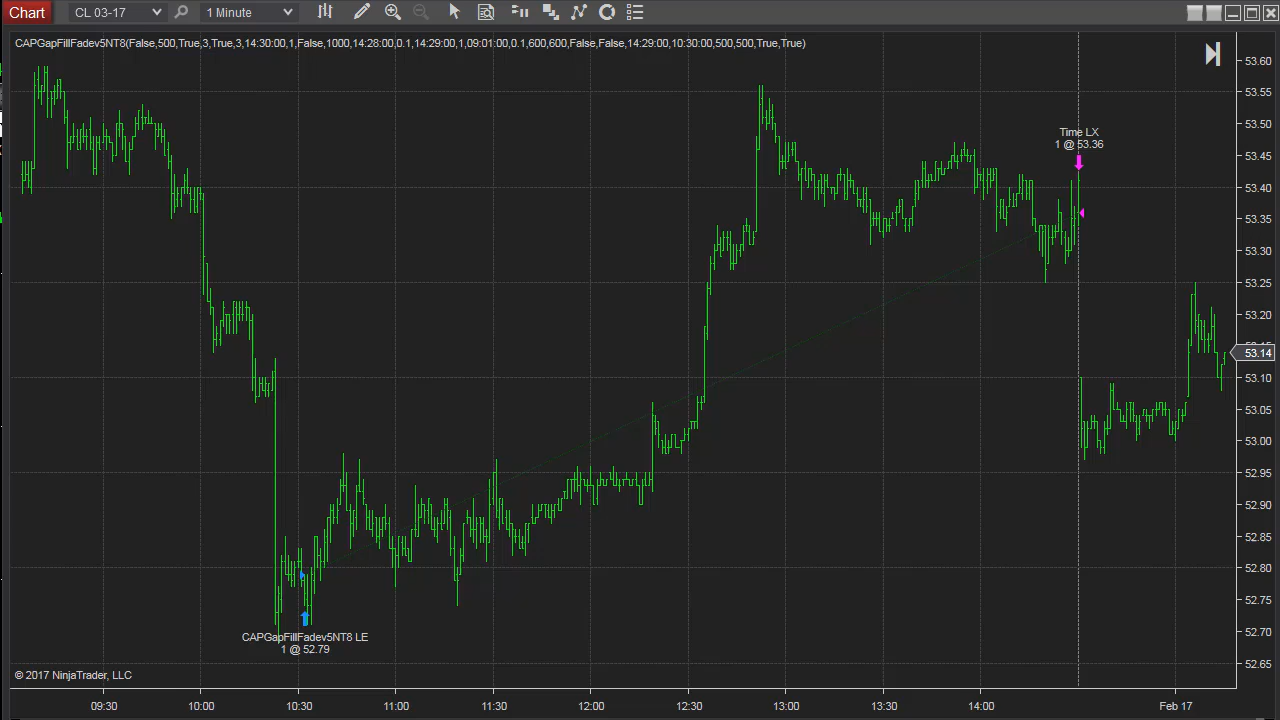 Chart CL 03-17 1 Minute
CAPGapFillFadev5NT8(False,500,True,3,True,3,14:30:00,1,False,1000,14:28:00,0.1,14:29:00,1,09:01:00,0.1,600,600,False,False,14:29:00,10:30:00,500,500,True,True)
53.60
53.55
53.50
53.45
53.40
53.35
53.30
53.25
53.20
53.15
53.14
53.10
53.05
53.00
52.95
52.90
52.85
52.80
52.75
52.70
52.65
Time LX
1 @ 53.36
CAPGapFillFadev5NT8 LE
1 @ 52.79
© 2017 NinjaTrader, LLC
09:30 10:00 10:30 11:00 11:30 12:00 12:30 13:00 13:30 14:00 Feb 17